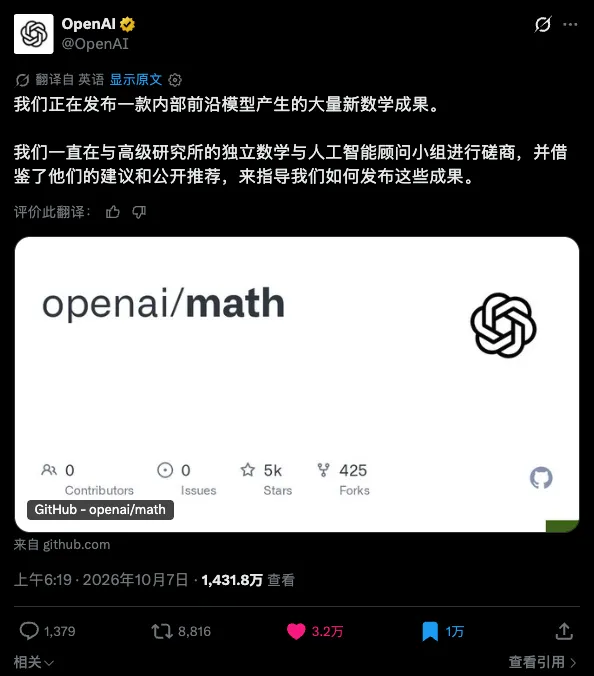 OpenAI
@OpenAI
翻译自 英语 显示原文
我们正在发布一款内部前沿模型产生的大量新数学成果。
我们一直在与高级研究所的独立数学与人工智能顾问小组进行磋商，并借
鉴了他们的建议和公开推荐，来指导我们如何发布这些成果。
评价此翻译：
openai/math
0 0 5k 425
Contributors Issues Stars Forks
GitHub - openai/math
来自 github.com
上午6:19 · 2026年10月7日 · 1,431.8万 查看
1,379 8,816 3.2万 1万
相关 查看引用